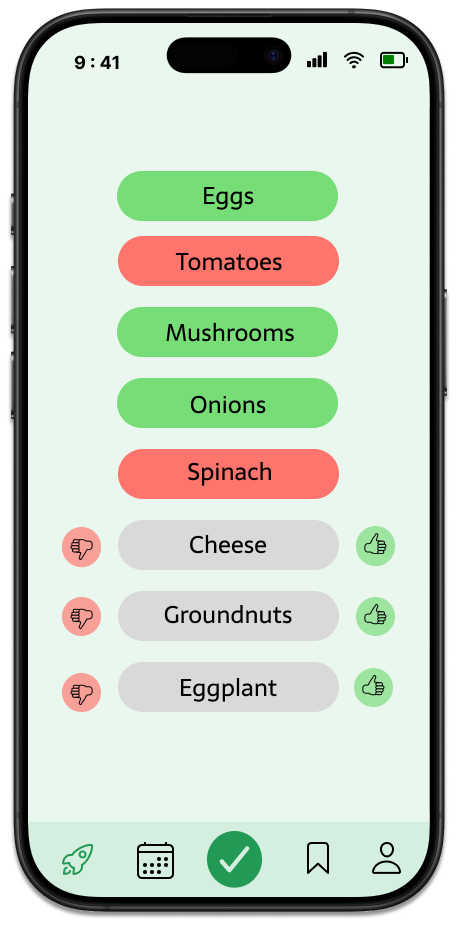 9 : 41
Eggs
Tomatoes
Mushrooms
Onions
Spinach
Cheese
Groundnuts
Eggplant